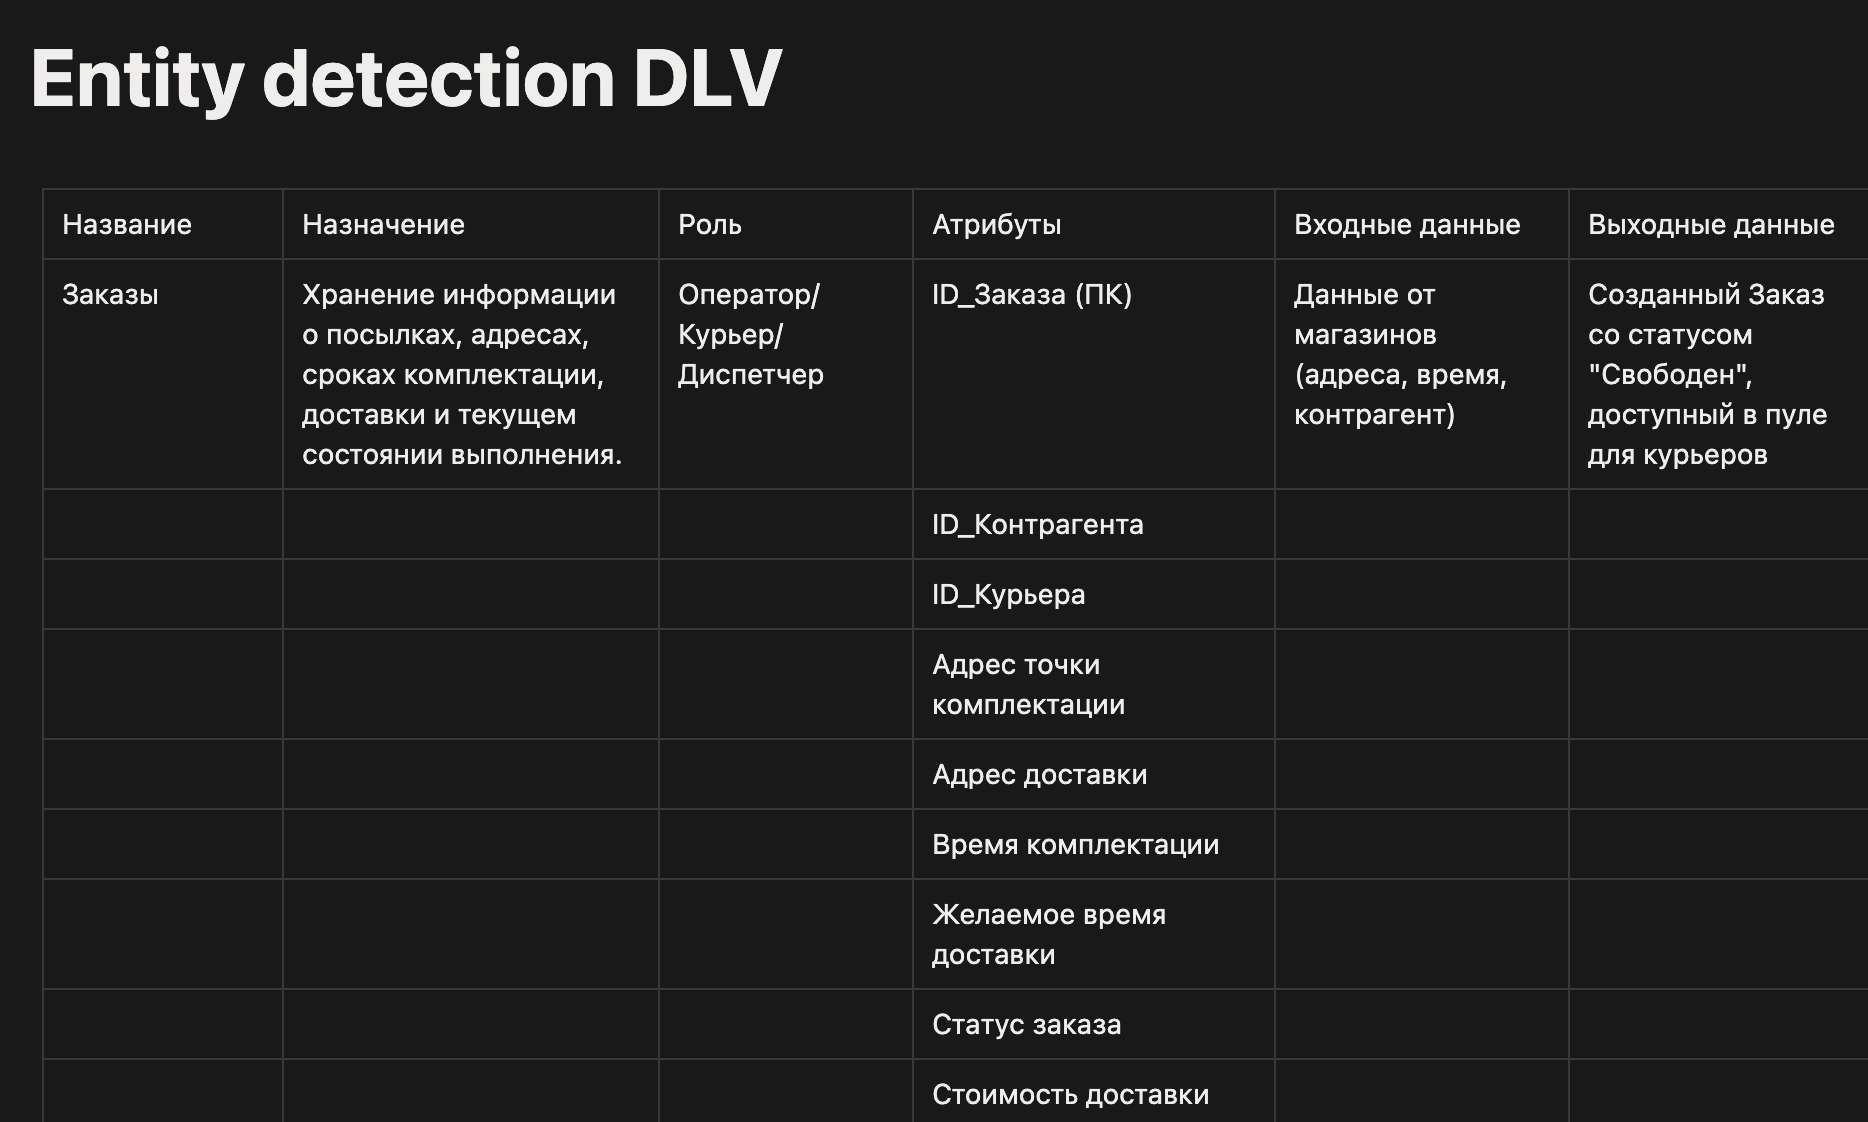 Entity detection DLV
Название
Назначение
Роль
Атрибуты
Входные данные
Выходные данные
Заказы
Хранение информации
о посылках, адресах,
сроках комплектации,
доставки и текущем
состоянии выполнения.
Оператор/
Курьер/
Диспетчер
ID_Заказа (ПК)
Данные от
магазинов
(адреса, время,
контрагент)
Созданный Заказ
со статусом
"Свободен",
доступный в пуле
для курьеров
ID_Контрагента
ID_Курьера
Адрес точки
комплектации
Адрес доставки
Время комплектации
Желаемое время
доставки
Статус заказа
Стоимость доставки